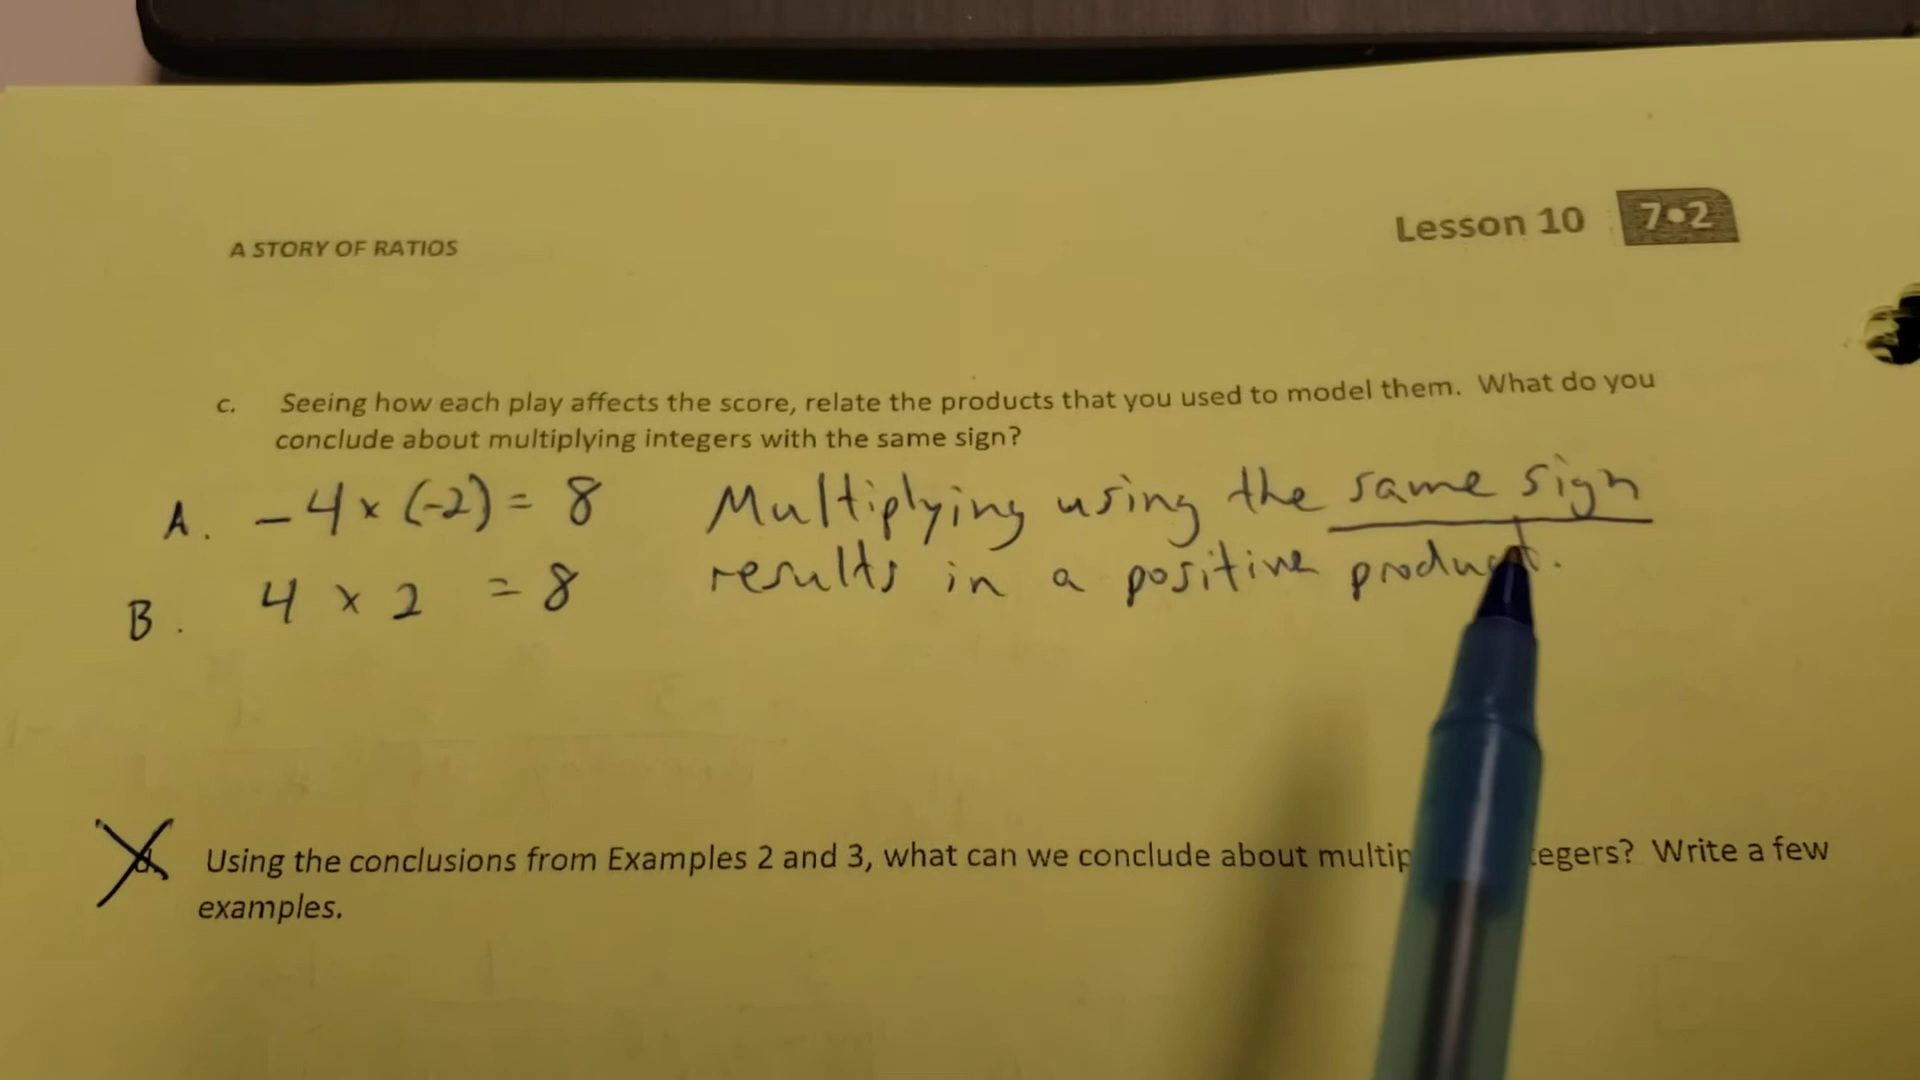 A STORY OF RATIOS
Lesson 10 7•2
c. Seeing how each play affects the score, relate the products that you used to model them. What do you
conclude about multiplying integers with the same sign?
A. -4 x (-2) = 8 Multiplying using the same sign
B. 4 x 2 = 8 results in a positive product.
Using the conclusions from Examples 2 and 3, what can we conclude about tegers? Write a few
examples.